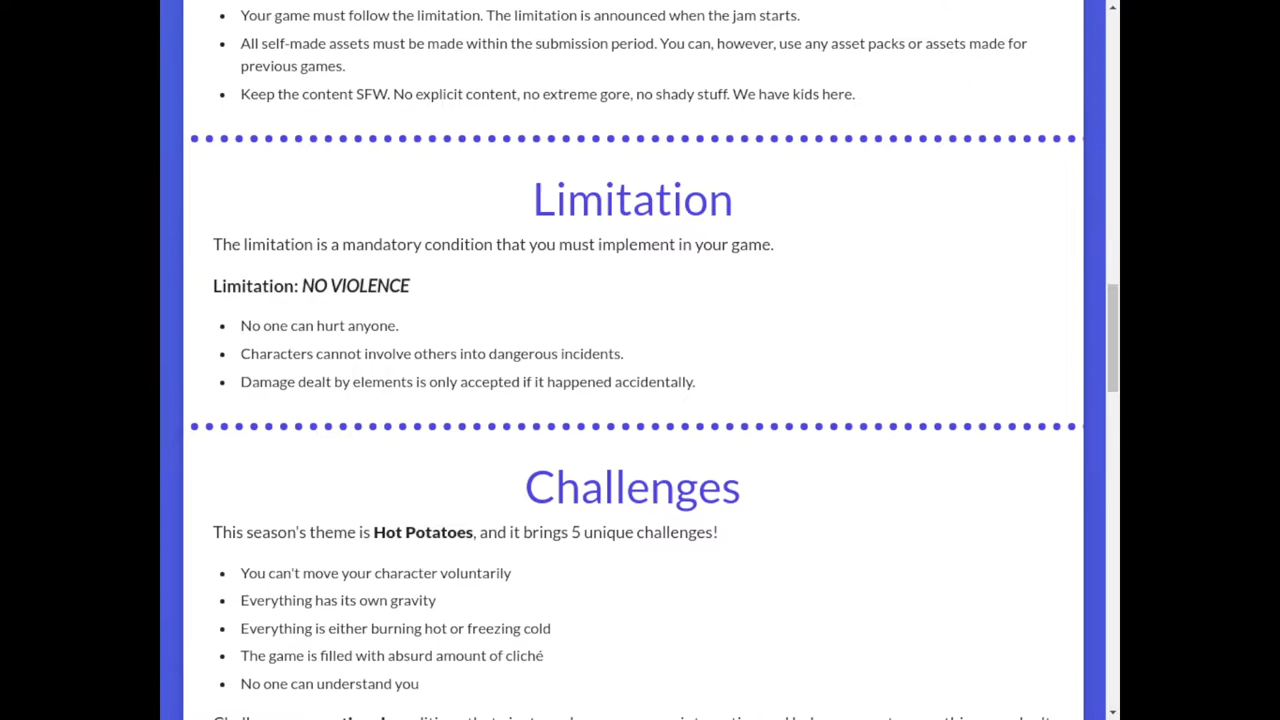 Your game must follow the limitation. The limitation is announced when the jam starts.
All self-made assets must be made within the submission period. You can, however, use any asset packs or assets made for
previous games.
Keep the content SFW. No explicit content, no extreme gore, no shady stuff. We have kids here.
Limitation
The limitation is a mandatory condition that you must implement in your game.
Limitation: NO VIOLENCE
No one can hurt anyone.
Characters cannot involve others into dangerous incidents.
Damage dealt by elements is only accepted if it happened accidentally.
Challenges
This season's theme is Hot Potatoes, and it brings 5 unique challenges!
You can't move your character voluntarily
Everything has its own gravity
Everything is either burning hot or freezing cold
The game is filled with absurd amount of cliché
No one can understand you